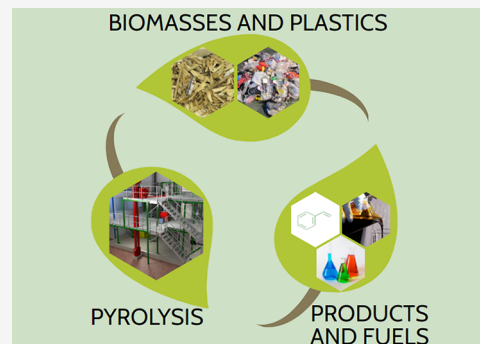 BIOMASSES AND PLASTICS
PYROLYSIS
PRODUCTS
AND FUELS